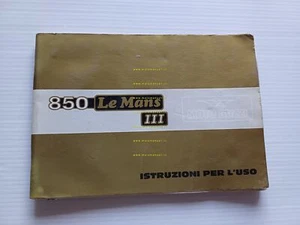 850 Le Mans
III
ISTRUZIONI PER L'USO